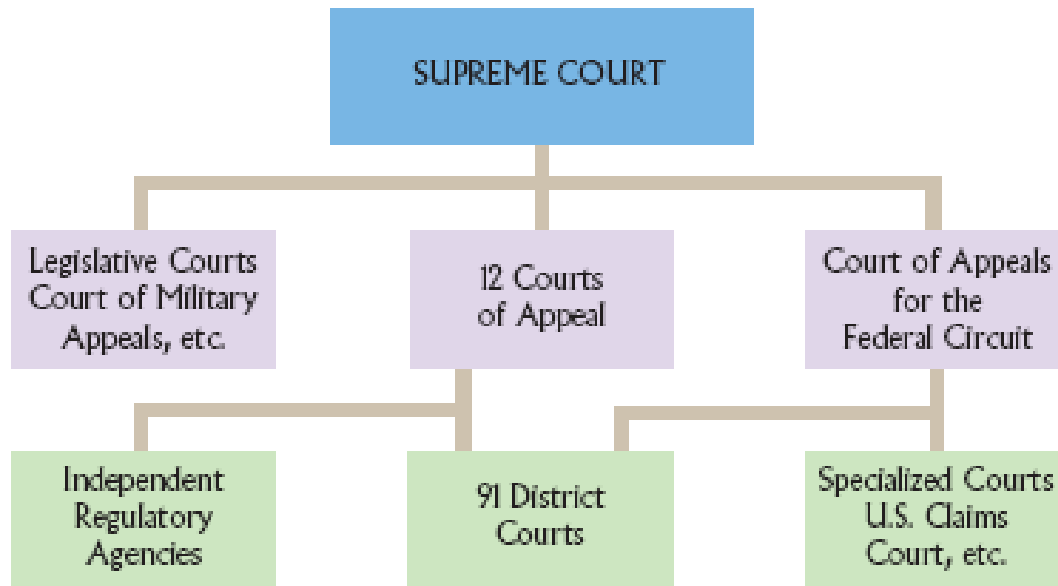 SUPREME COURT
Legislative Courts
Court of Military
Appeals, etc.
12 Courts
of Appeal
Court of Appeals
for the
Federal Circuit
Independent
Regulatory
Agencies
91 District
Courts
Specialized Courts
U.S. Claims
Court, etc.